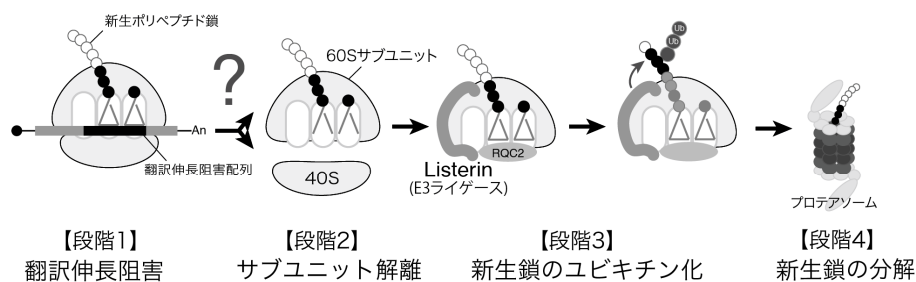 新生ポリペプチド鎖
?
60Sサブユニット
Ub
Ub
An
翻訳伸長阻害配列
40S
RQC2
Listerin
(E3ライゲース)
プロテアソーム
【段階1】
翻訳伸長阻害
【段階2】
サブユニット解離
【段階3】
新生鎖のユビキチン化
【段階4】
新生鎖の分解